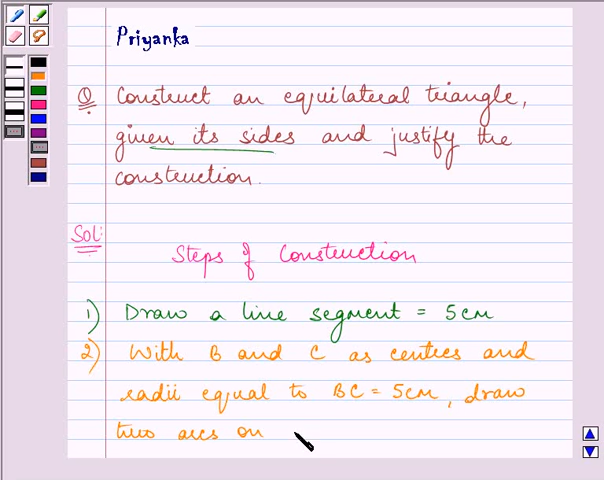 Priyanka
Q Construct an equilateral triangle,
given its sides and justify the
construction.
Sol:
Steps of Construction
1) Draw a line segment = 5cm
2) With B and C as centres and
radii equal to BC = 5cm, draw
two arcs on